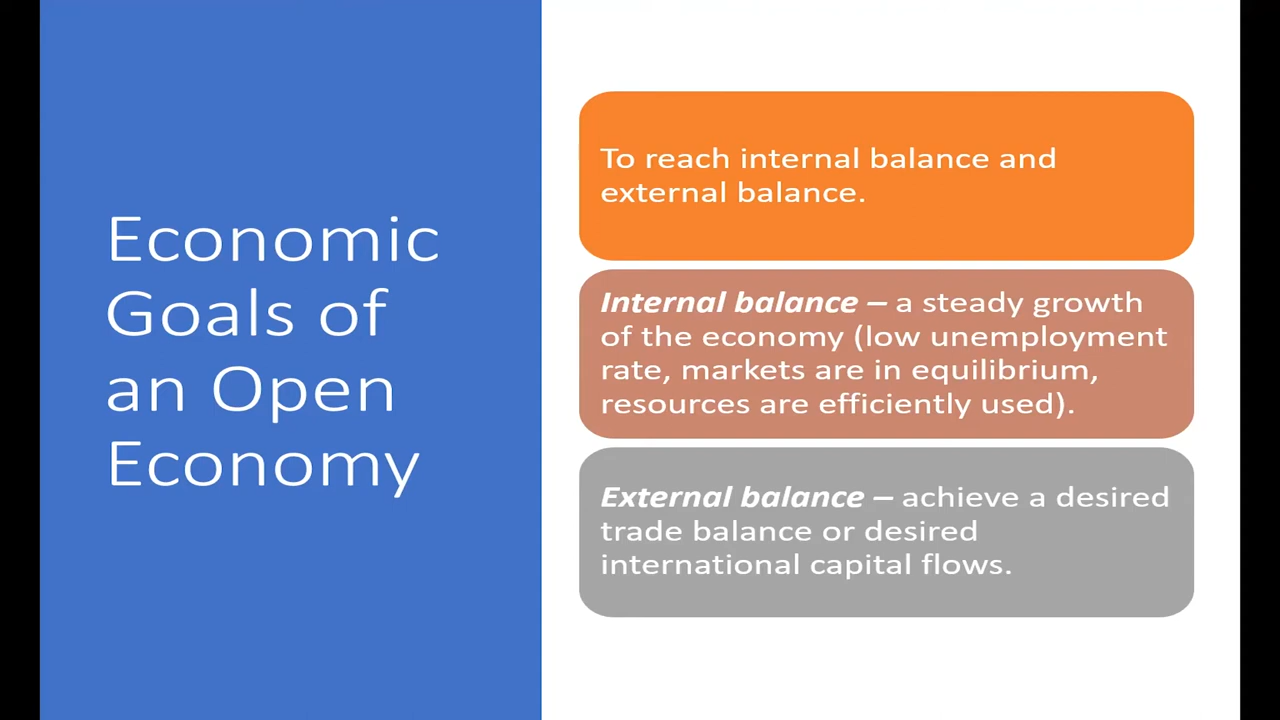 Economic
Goals of
an Open
Economy
To reach internal balance and
external balance.
Internal balance – a steady growth
of the economy (low unemployment
rate, markets are in equilibrium,
resources are efficiently used).
External balance – achieve a desired
trade balance or desired
international capital flows.